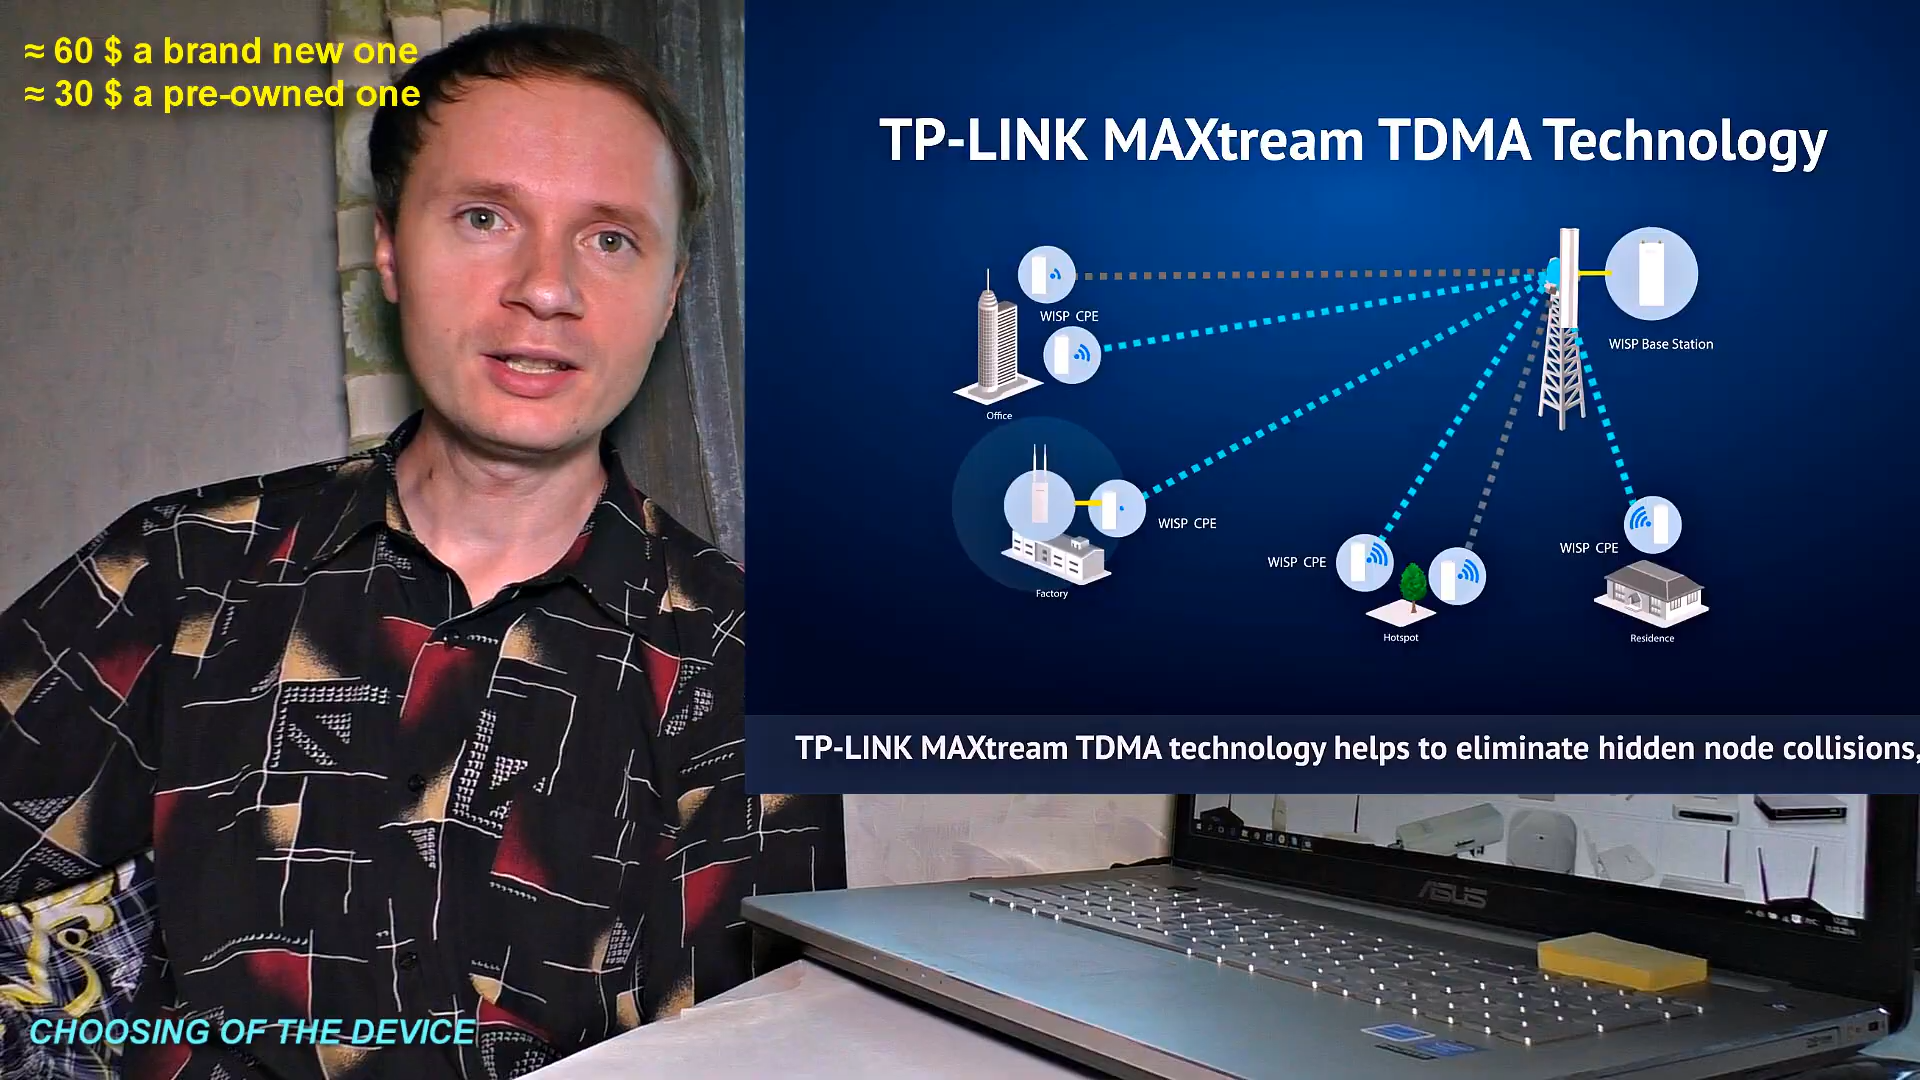 ≈ 60 $ a brand new one
≈ 30 $ a pre-owned one
TP-LINK MAXtream TDMA Technology
WISP CPE
WISP Base Station
Office
WISP CPE
WISP CPE
WISP CPE
Factory
Hotspot
Residence
TP-LINK MAXtream TDMA technology helps to eliminate hidden node collisions,
ASUS
CHOOSING OF THE DEVICE